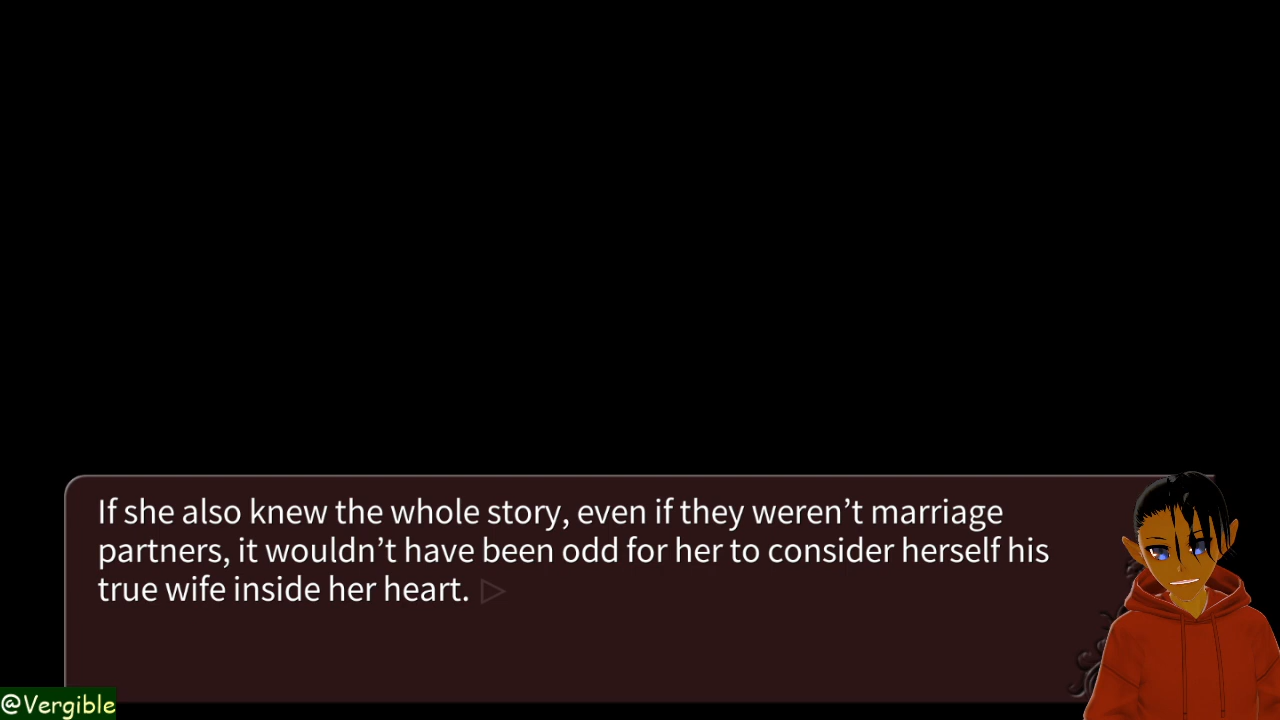 If she also knew the whole story, even if they weren’t marriage
partners, it wouldn’t have been odd for her to consider herself his
true wife inside her heart.
@Vergible